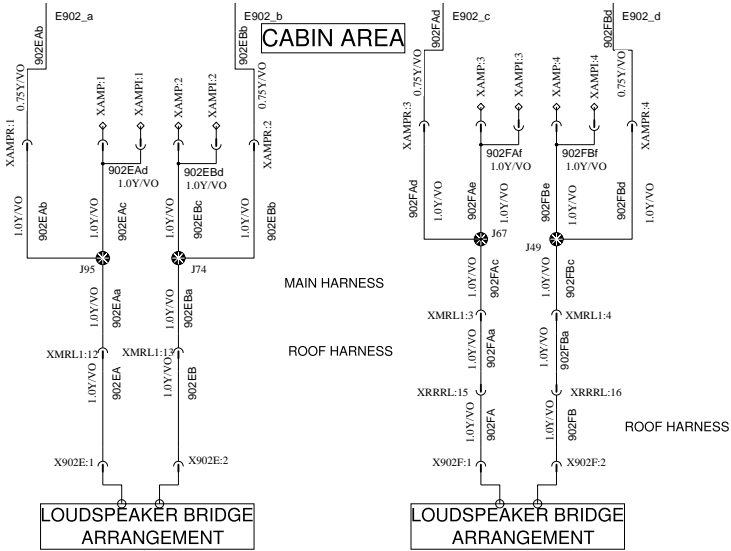 E902_a
E902_b
E902_c
E902_d
CABIN AREA
902EAb
902EBb
902FAd
902FBd
0.75Y/VO
0.75Y/VO
0.75Y/VO
0.75Y/VO
XAMPR:1
XAMP:1
XAMPI:1
XAMP:2
XAMPI:2
XAMPR:2
XAMPR:3
XAMP:3
XAMPI:3
XAMP:4
XAMPI:4
XAMPR:4
902EAd
1.0Y/VO
902EBd
1.0Y/VO
902FAf
1.0Y/VO
902FBf
1.0Y/VO
1.0Y/VO
902EAb
1.0Y/VO
902EAc
1.0Y/VO
902EBc
902EBb
1.0Y/VO
902FAd
1.0Y/VO
902FAe
1.0Y/VO
1.0Y/VO
902FBe
902FBd
1.0Y/VO
J95
J74
J67
J49
MAIN HARNESS
1.0Y/VO
902EAa
1.0Y/VO
902EBa
1.0Y/VO
902FAc
1.0Y/VO
902FBc
XMRL1:3
XMRL1:4
ROOF HARNESS
XMRL1:12
XMRL1:13
1.0Y/VO
902EA
1.0Y/VO
902EB
1.0Y/VO
902FAa
1.0Y/VO
902FBa
XRRRL:15
XRRRL:16
1.0Y/VO
902FA
1.0Y/VO
902FB
ROOF HARNESS
X902E:1
X902E:2
X902F:1
X902F:2
LOUDSPEAKER BRIDGE
ARRANGEMENT
LOUDSPEAKER BRIDGE
ARRANGEMENT